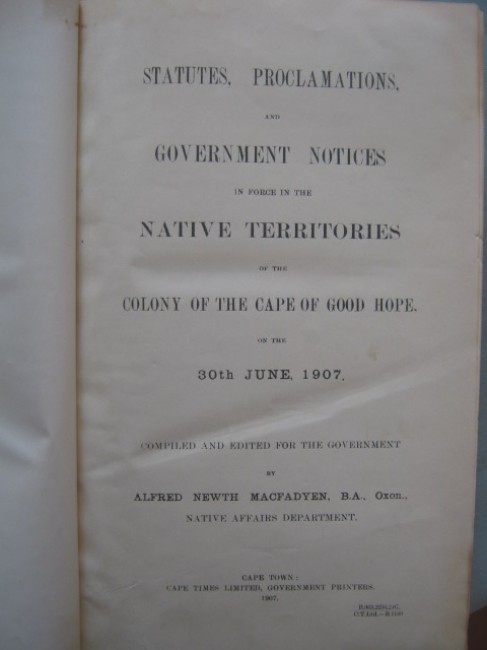 STATUTES, PROCLAMATIONS,
AND
GOVERNMENT NOTICES
IN FORCE IN THE
NATIVE TERRITORIES
OF THE
COLONY OF THE CAPE OF GOOD HOPE.
ON THE
30th JUNE, 1907.
COMPILED AND EDITED FOR THE GOVERNMENT
BY
ALFRED NEWTH MACFADYEN, B.A., Oxon.,
NATIVE AFFAIRS DEPARTMENT.
CAPE TOWN:
CAPE TIMES LIMITED, GOVERNMENT PRINTERS.
1907.